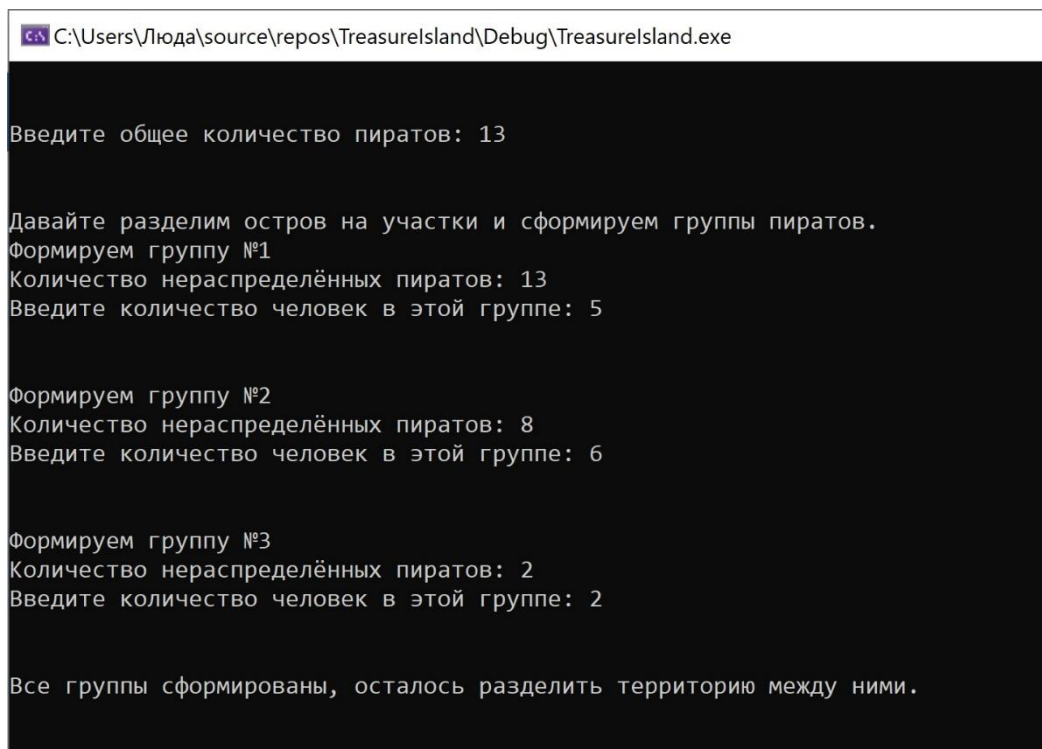 C:\Users\Люда\source\repos\TreasureIsland\Debug\TreasureIsland.exe
Введите общее количество пиратов: 13
Давайте разделим остров на участки и сформируем группы пиратов.
Формируем группу №1
Количество нераспределённых пиратов: 13
Введите количество человек в этой группе: 5
Формируем группу №2
Количество нераспределённых пиратов: 8
Введите количество человек в этой группе: 6
Формируем группу №3
Количество нераспределённых пиратов: 2
Введите количество человек в этой группе: 2
Все группы сформированы, осталось разделить территорию между ними.